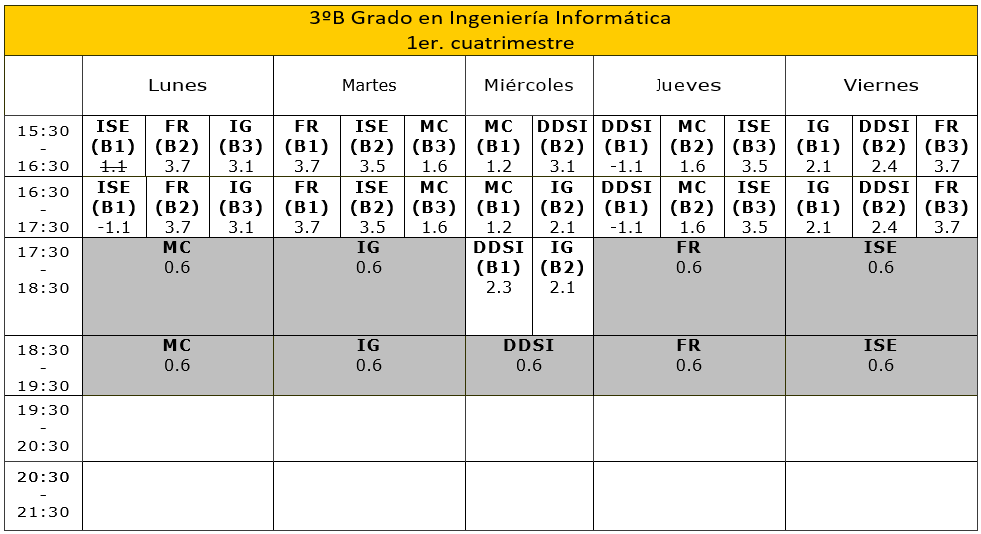 3ºB Grado en Ingeniería Informática
1er. cuatrimestre
Lunes Martes Miércoles Jueves Viernes
15:30 ISE FR IG FR ISE MC MC DDSI DDSI MC ISE IG DDSI FR
- (B1) (B2) (B3) (B1) (B2) (B3) (B1) (B2) (B1) (B2) (B3) (B1) (B2) (B3)
16:30 1.1 3.7 3.1 3.7 3.5 1.6 1.2 3.1 -1.1 1.6 3.5 2.1 2.4 3.7
16:30 ISE FR IG FR ISE MC MC IG DDSI MC ISE IG DDSI FR
- (B1) (B2) (B3) (B1) (B2) (B3) (B1) (B2) (B1) (B2) (B3) (B1) (B2) (B3)
17:30 -1.1 3.7 3.1 3.7 3.5 1.6 1.2 2.1 -1.1 1.6 3.5 2.1 2.4 3.7
17:30 MC IG DDSI IG FR ISE
- 0.6 0.6 (B1) (B2) 0.6 0.6
18:30 2.3 2.1
18:30 MC IG DDSI FR ISE
- 0.6 0.6 0.6 0.6 0.6
19:30
19:30
-
20:30
20:30
-
21:30